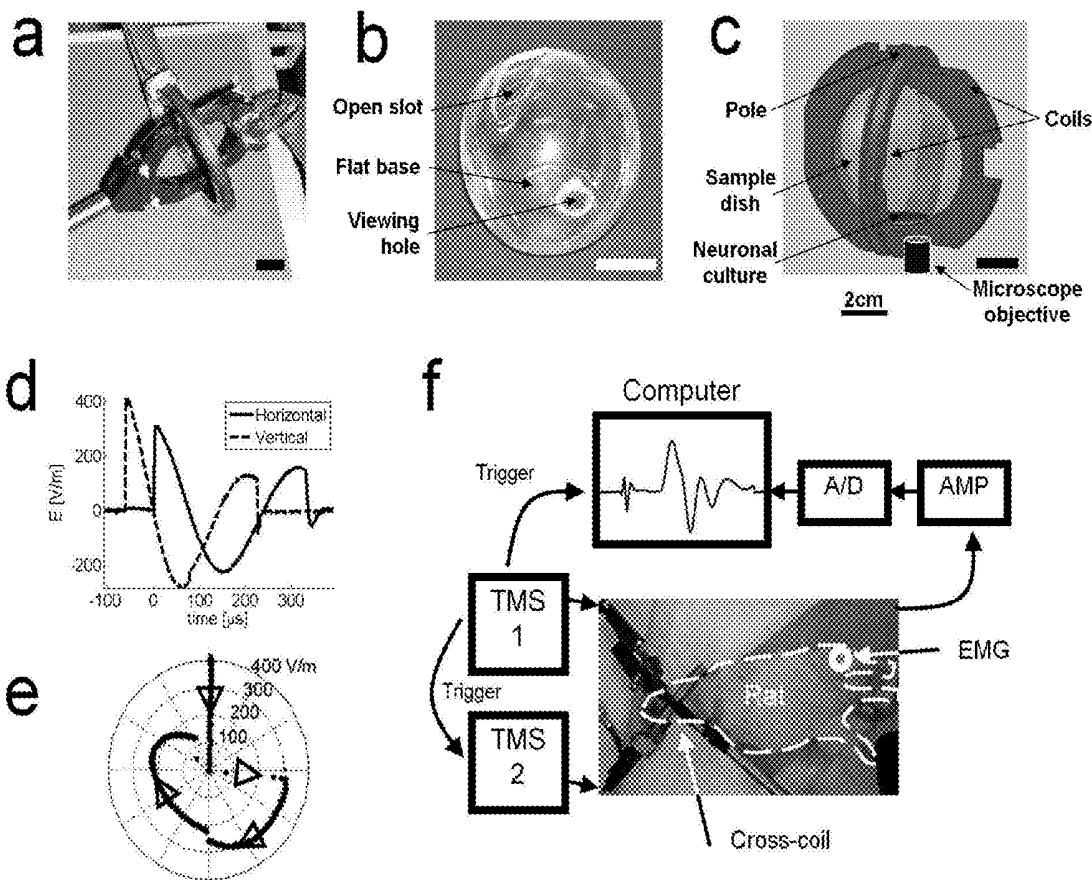 a
b
Open slot
Flat base
Viewing
hole
c
Pole
Coils
Sample
dish
Neuronal
culture
Microscope
objective
2cm
d
400
200
0
-200
E [V/m]
-100 0 100 200 300
time [µs]
Horizontal
Vertical
e
400 V/m
300
200
100
f
Computer
Trigger
A/D
AMP
TMS
1
Trigger
TMS
2
Rat
EMG
Cross-coil